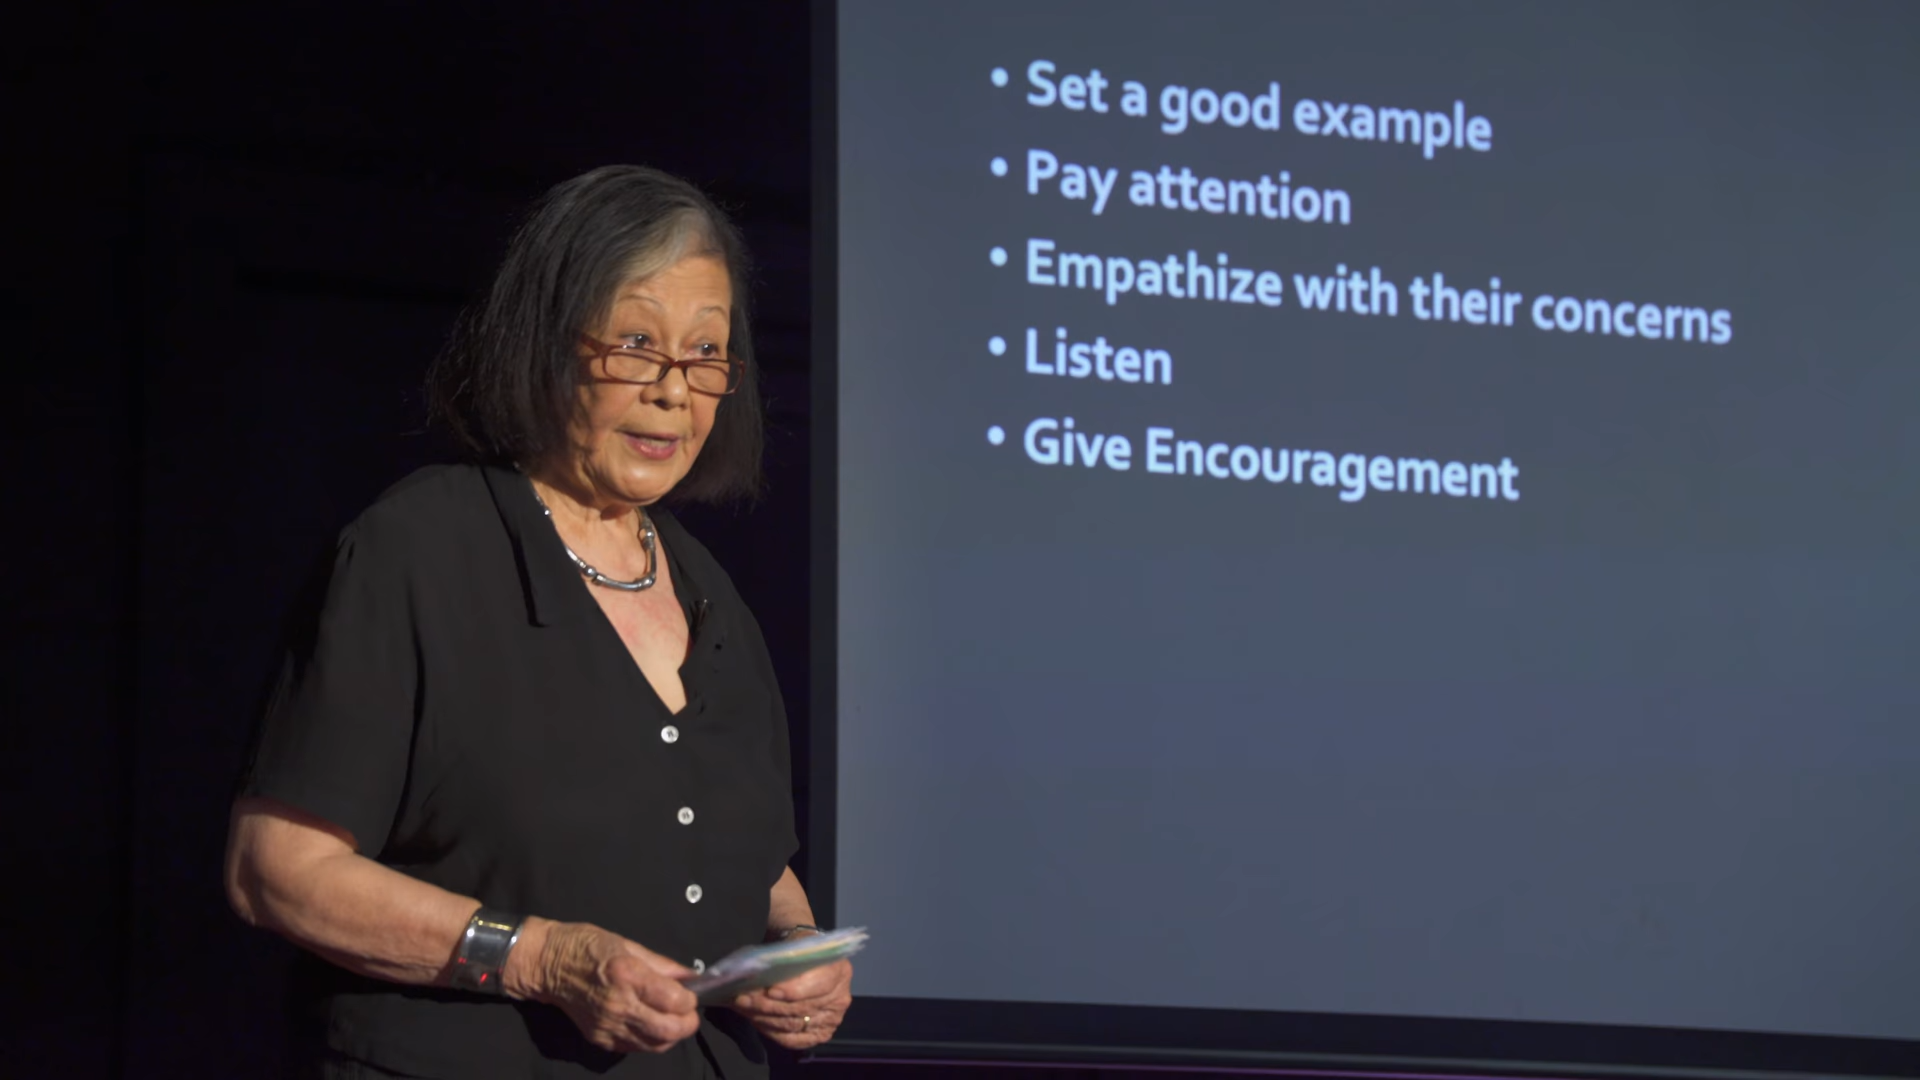 • Set a good example
• Pay attention
• Empathize with their concerns
• Listen
• Give Encouragement